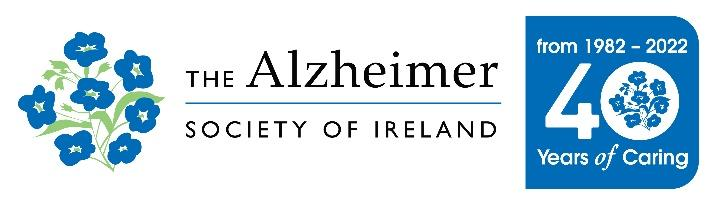 THE Alzheimer
SOCIETY OF IRELAND
from 1982 – 2022
40
Years of Caring